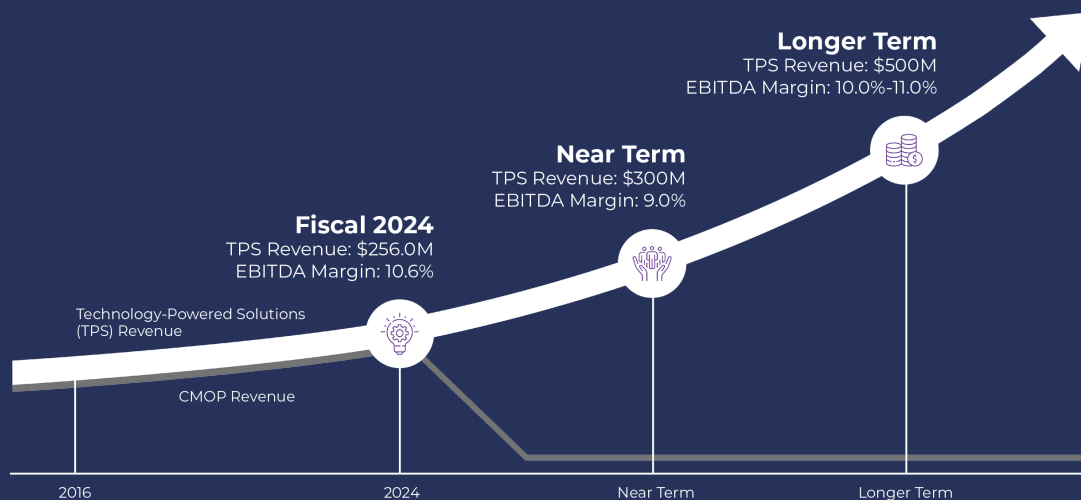 Longer Term
TPS Revenue: $500M
EBITDA Margin: 10.0%-11.0%
Near Term
TPS Revenue: $300M
EBITDA Margin: 9.0%
Fiscal 2024
TPS Revenue: $256.0M
EBITDA Margin: 10.6%
Technology-Powered Solutions
(TPS) Revenue
CMOP Revenue
2016
2024
Near Term
Longer Term